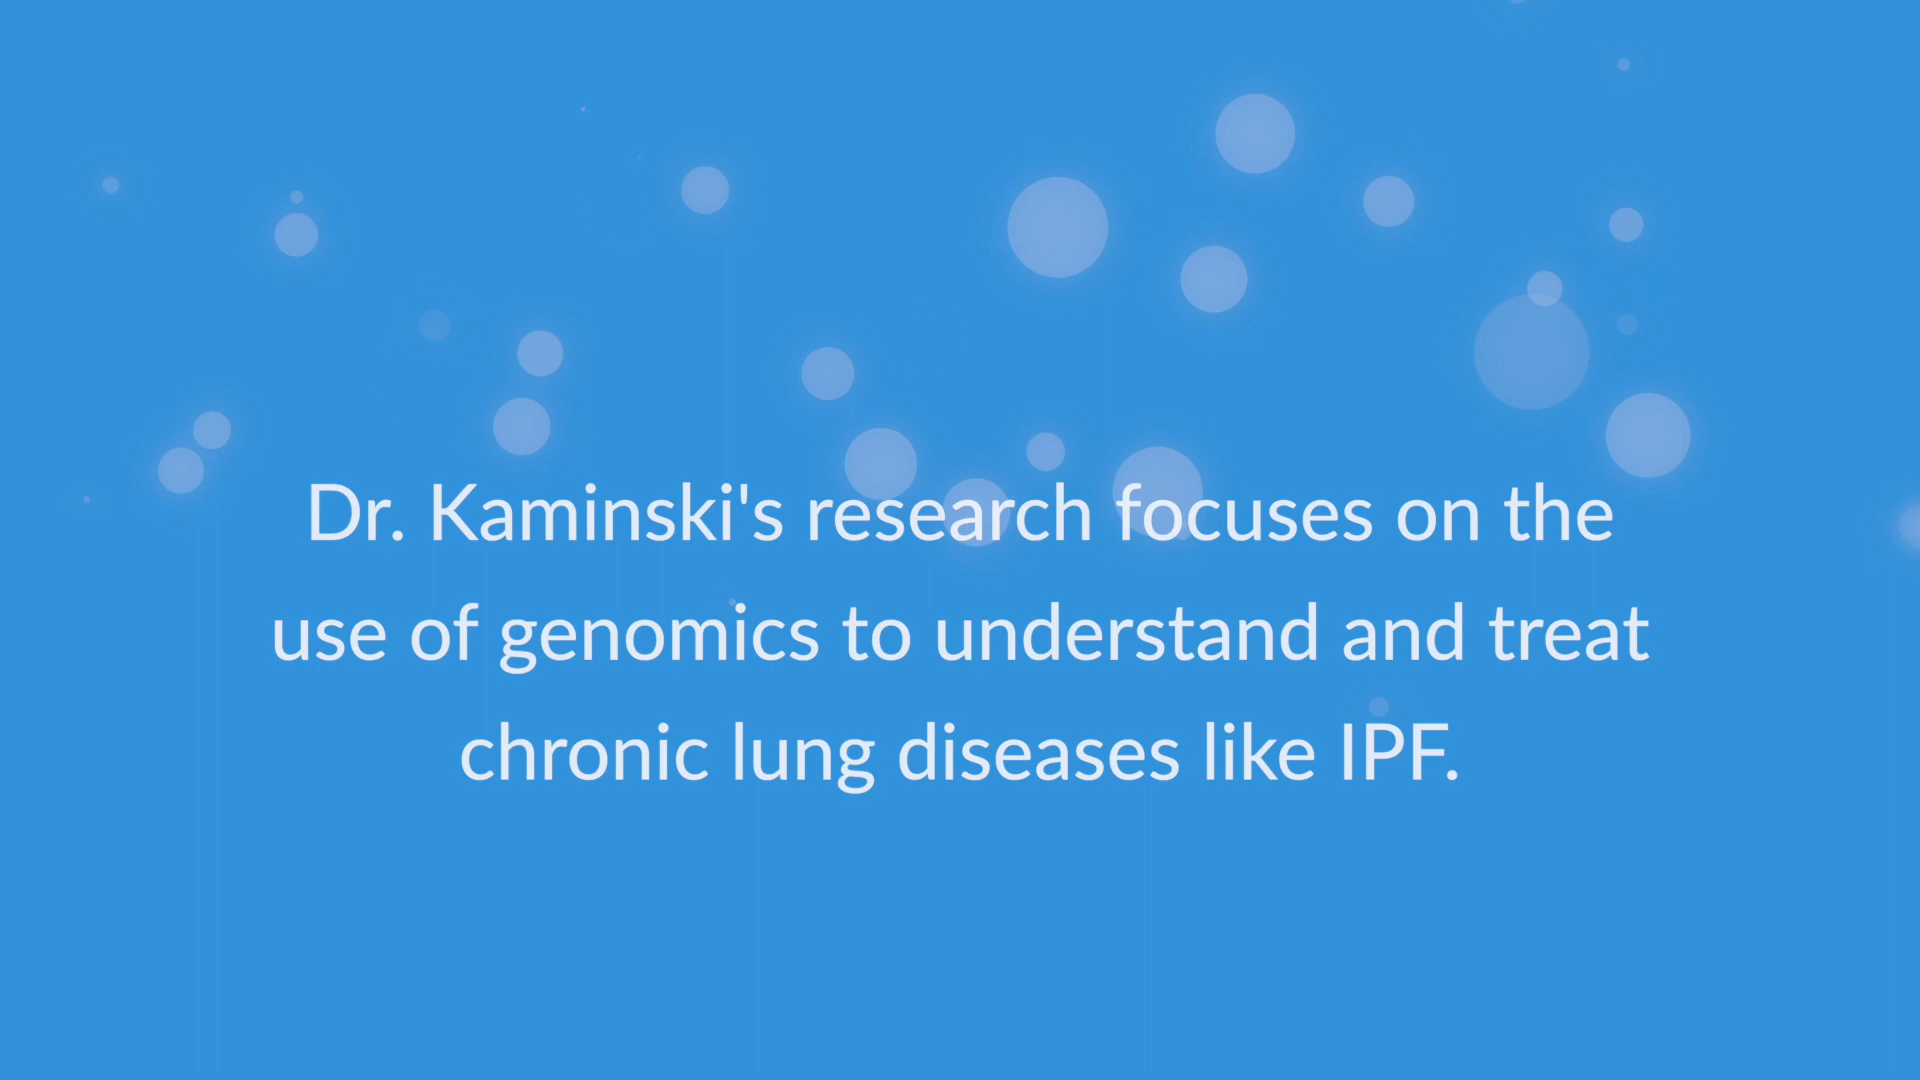 Dr. Kaminski's research focuses on the
use of genomics to understand and treat
chronic lung diseases like IPF.